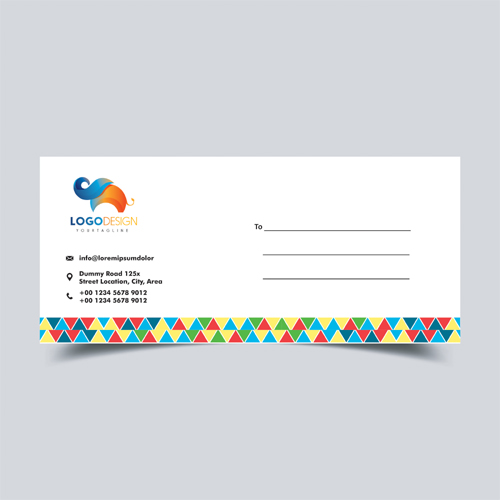 LOGODESIGN
YOURTAGLINE
To
info@loremipsumdolor
Dummy Road 125x
Street Location, City, Area
+00 1234 5678 9012
+00 1234 5678 9012